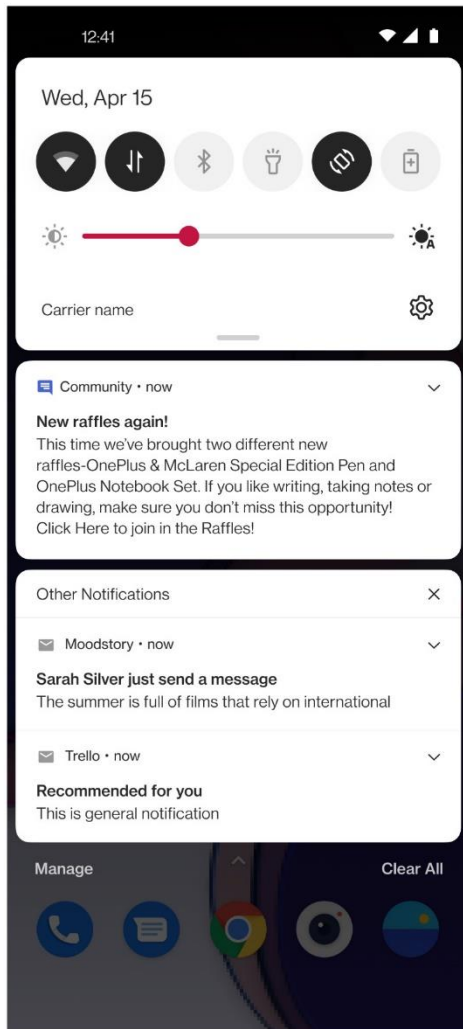 12:41
Wed, Apr 15
A
Carrier name
Community • now
New raffles again!
This time we've brought two different new
raffles-OnePlus & McLaren Special Edition Pen and
OnePlus Notebook Set. If you like writing, taking notes or
drawing, make sure you don't miss this opportunity!
Click Here to join in the Raffles!
Other Notifications
Moodstory • now
Sarah Silver just send a message
The summer is full of films that rely on international
Trello • now
Recommended for you
This is general notification
Manage
Clear All